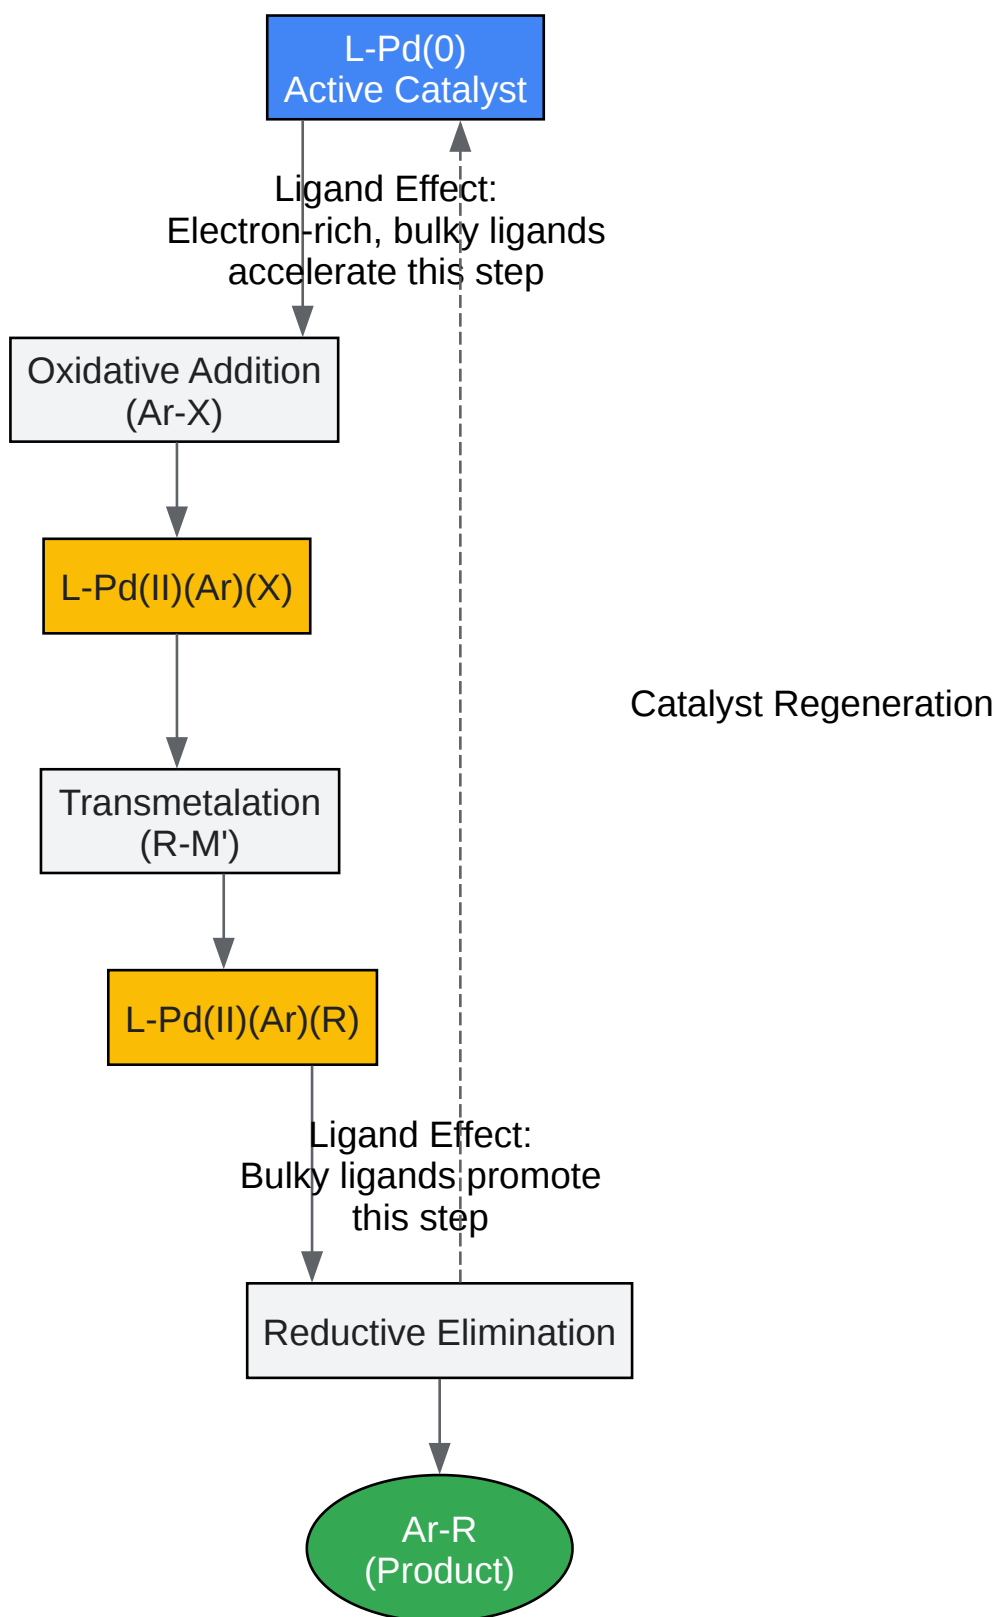 L-Pd(0)
Active Catalyst
Ligand Effect:
Electron-rich, bulky ligands
accelerate this step
Oxidative Addition
(Ar-X)
L-Pd(II)(Ar)(X)
Catalyst Regeneration
Transmetalation
(R-M')
L-Pd(II)(Ar)(R)
Ligand Effect:
Bulky ligands promote
this step
Reductive Elimination
Ar-R
(Product)